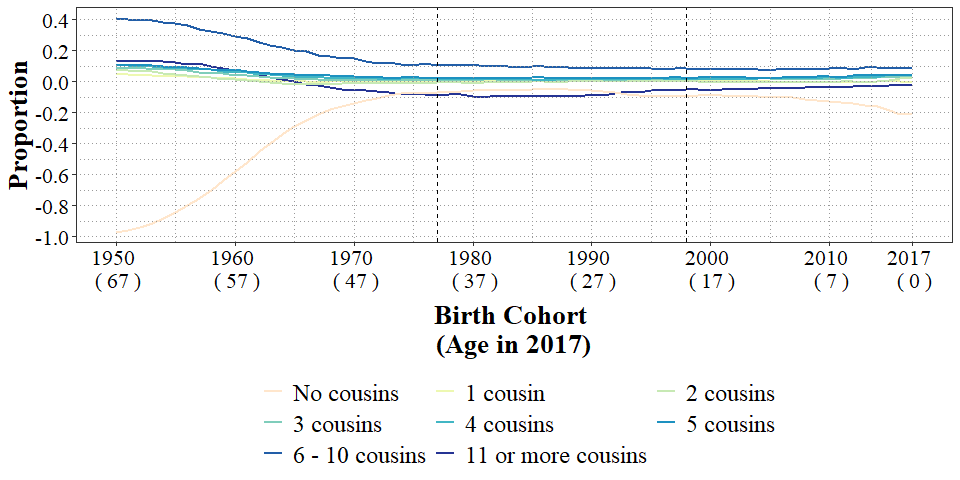 Proportion
0.4
0.2
0.0
-0.2
-0.4
-0.6
-0.8
-1.0
1950 1960 1970 1980 1990 2000 2010 2017
( 67 ) ( 57 ) ( 47 ) ( 37 ) ( 27 ) ( 17 ) ( 7 ) ( 0 )
Birth Cohort
(Age in 2017)
No cousins 1 cousin 2 cousins
3 cousins 4 cousins 5 cousins
6 - 10 cousins 11 or more cousins